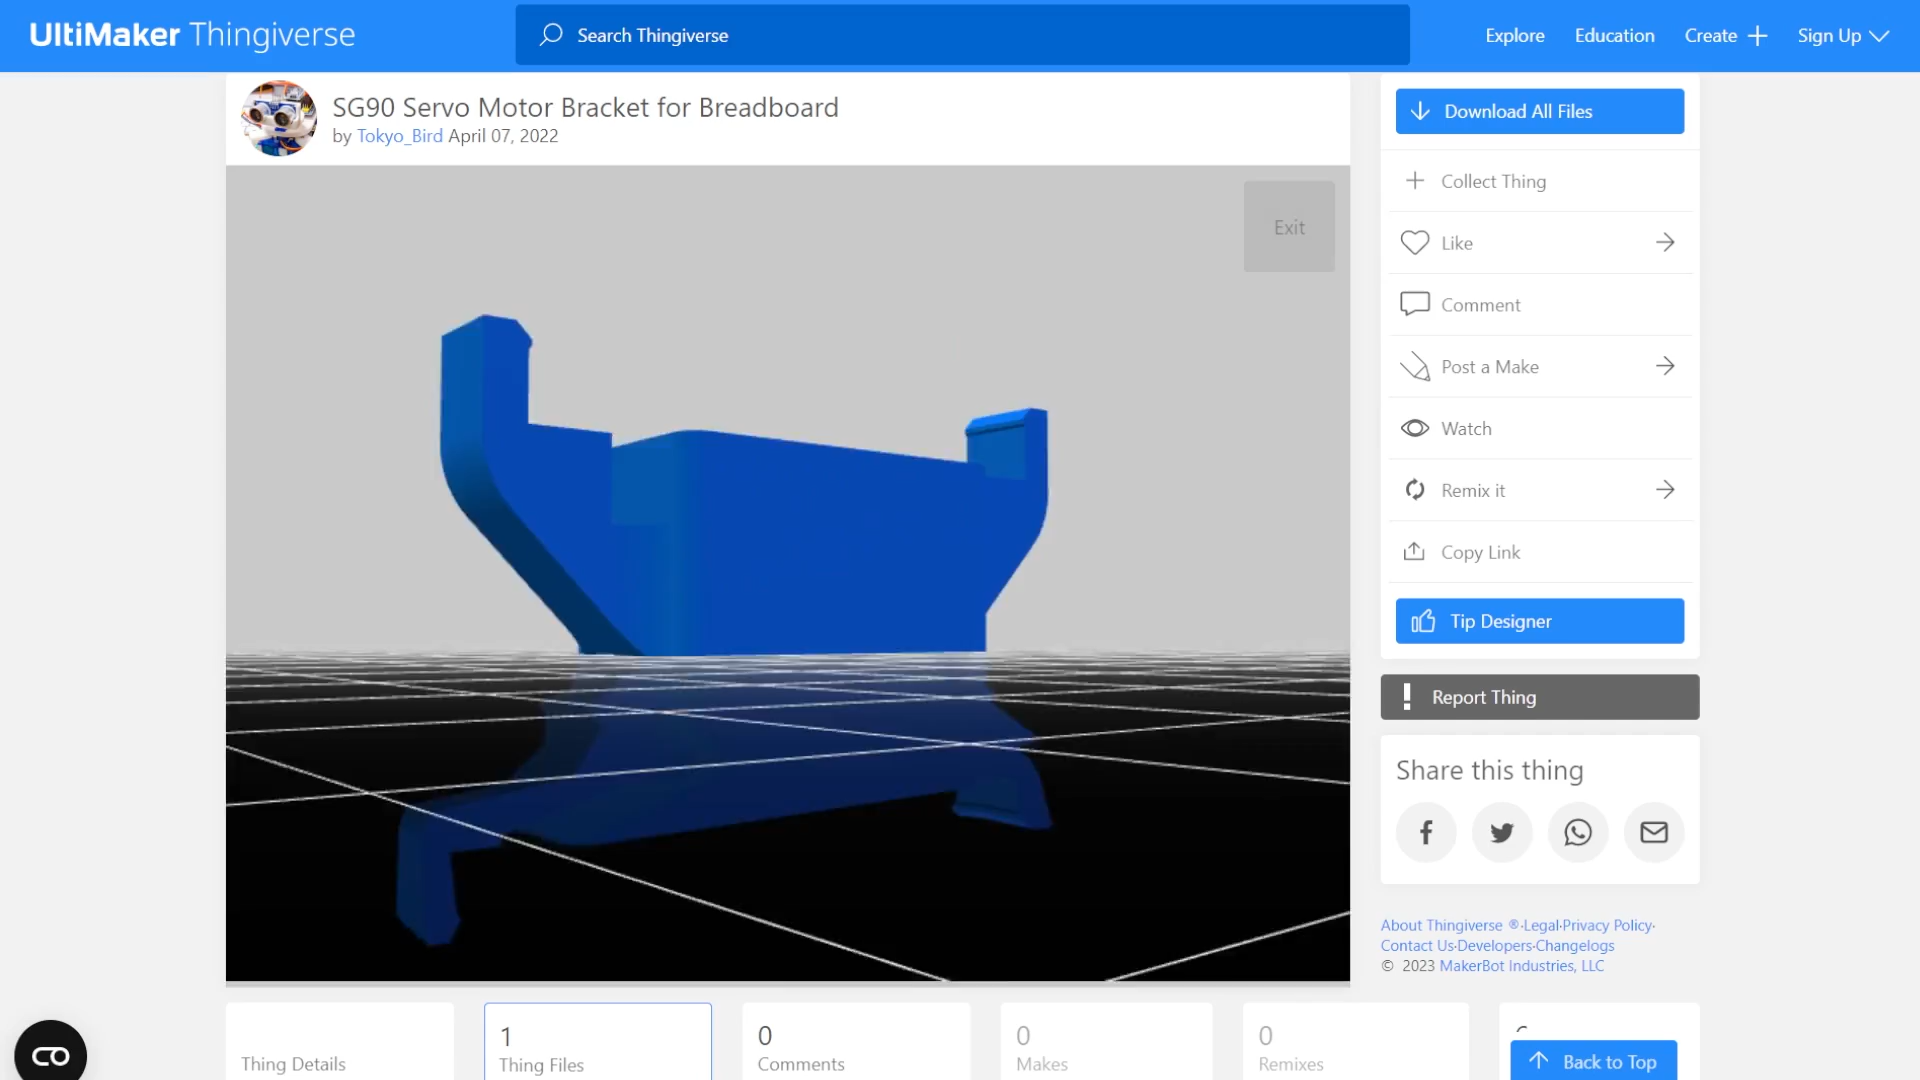 UltiMaker Thingiverse
Search Thingiverse
Explore
Education
Create
Sign Up
SG90 Servo Motor Bracket for Breadboard
by Tokyo_Bird April 07, 2022
Exit
Download All Files
Collect Thing
Like
Comment
Post a Make
Watch
Remix it
Copy Link
Tip Designer
Report Thing
Share this thing
About Thingiverse ®·Legal·Privacy Policy·
Contact Us·Developers·Changelogs
© 2023 MakerBot Industries, LLC
Thing Details
1
Thing Files
0
Comments
0
Makes
0
Remixes
Back to Top